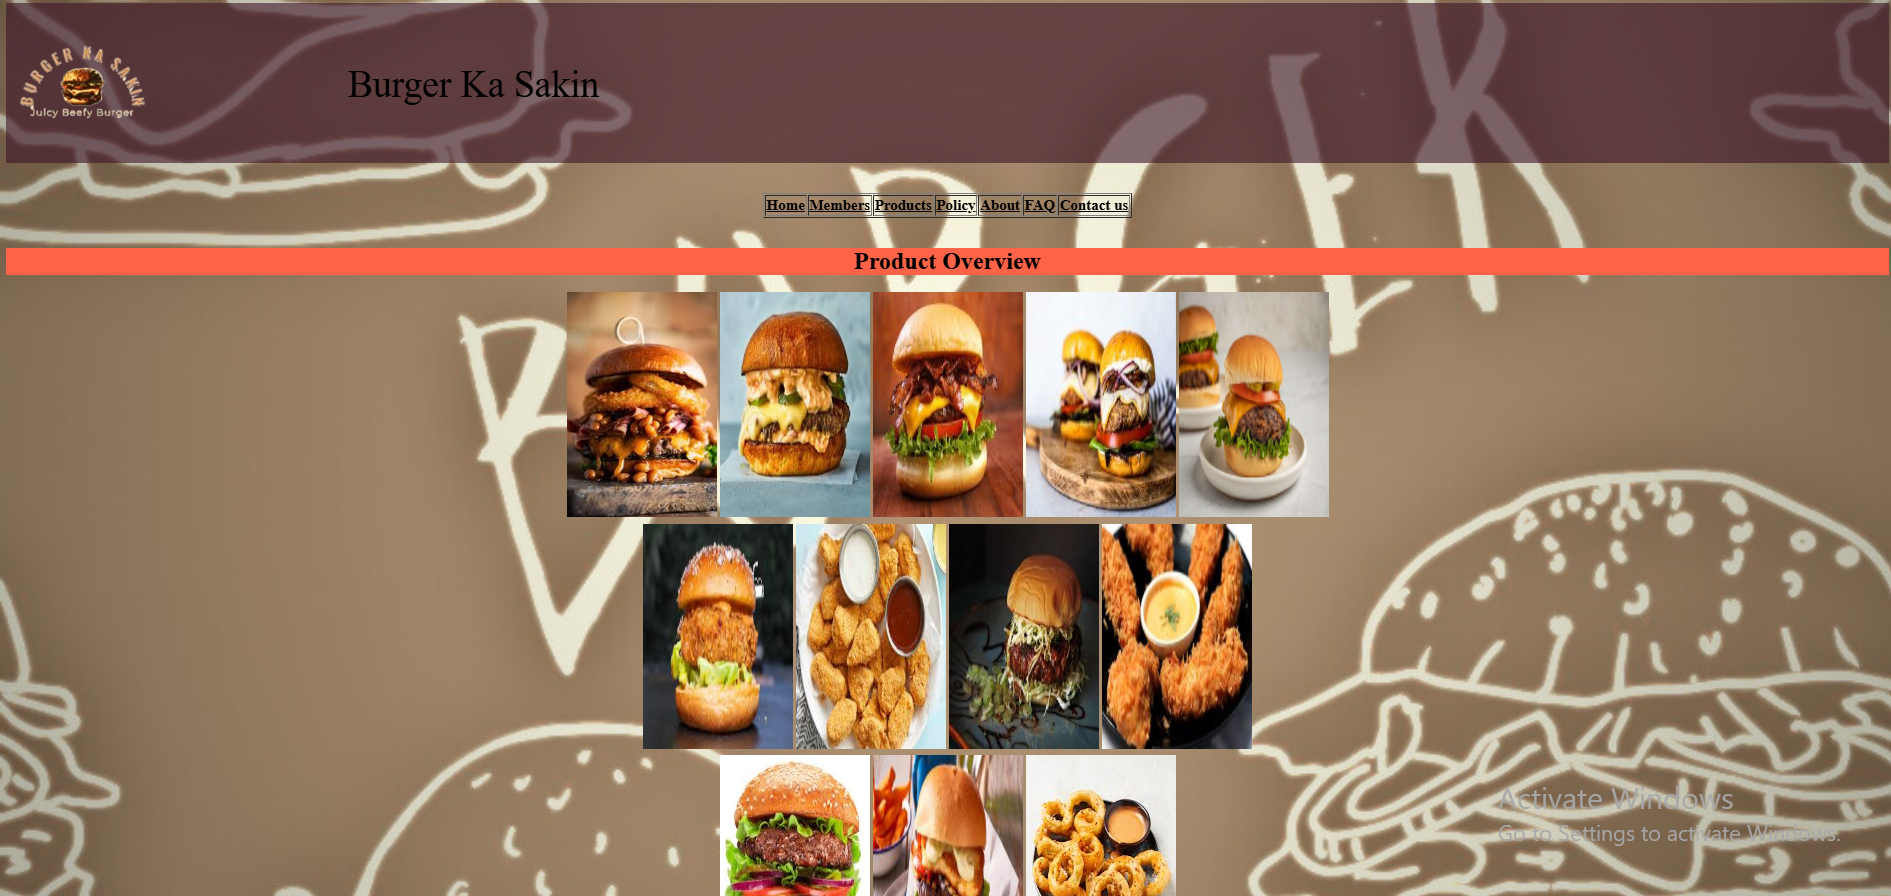 BURGER KA SAKIN
Juicy Beefy Burger
Burger Ka Sakin
Home Members Products Policy About FAQ Contact us
Product Overview
Activate Windows
Go to Settings to activate Windows.